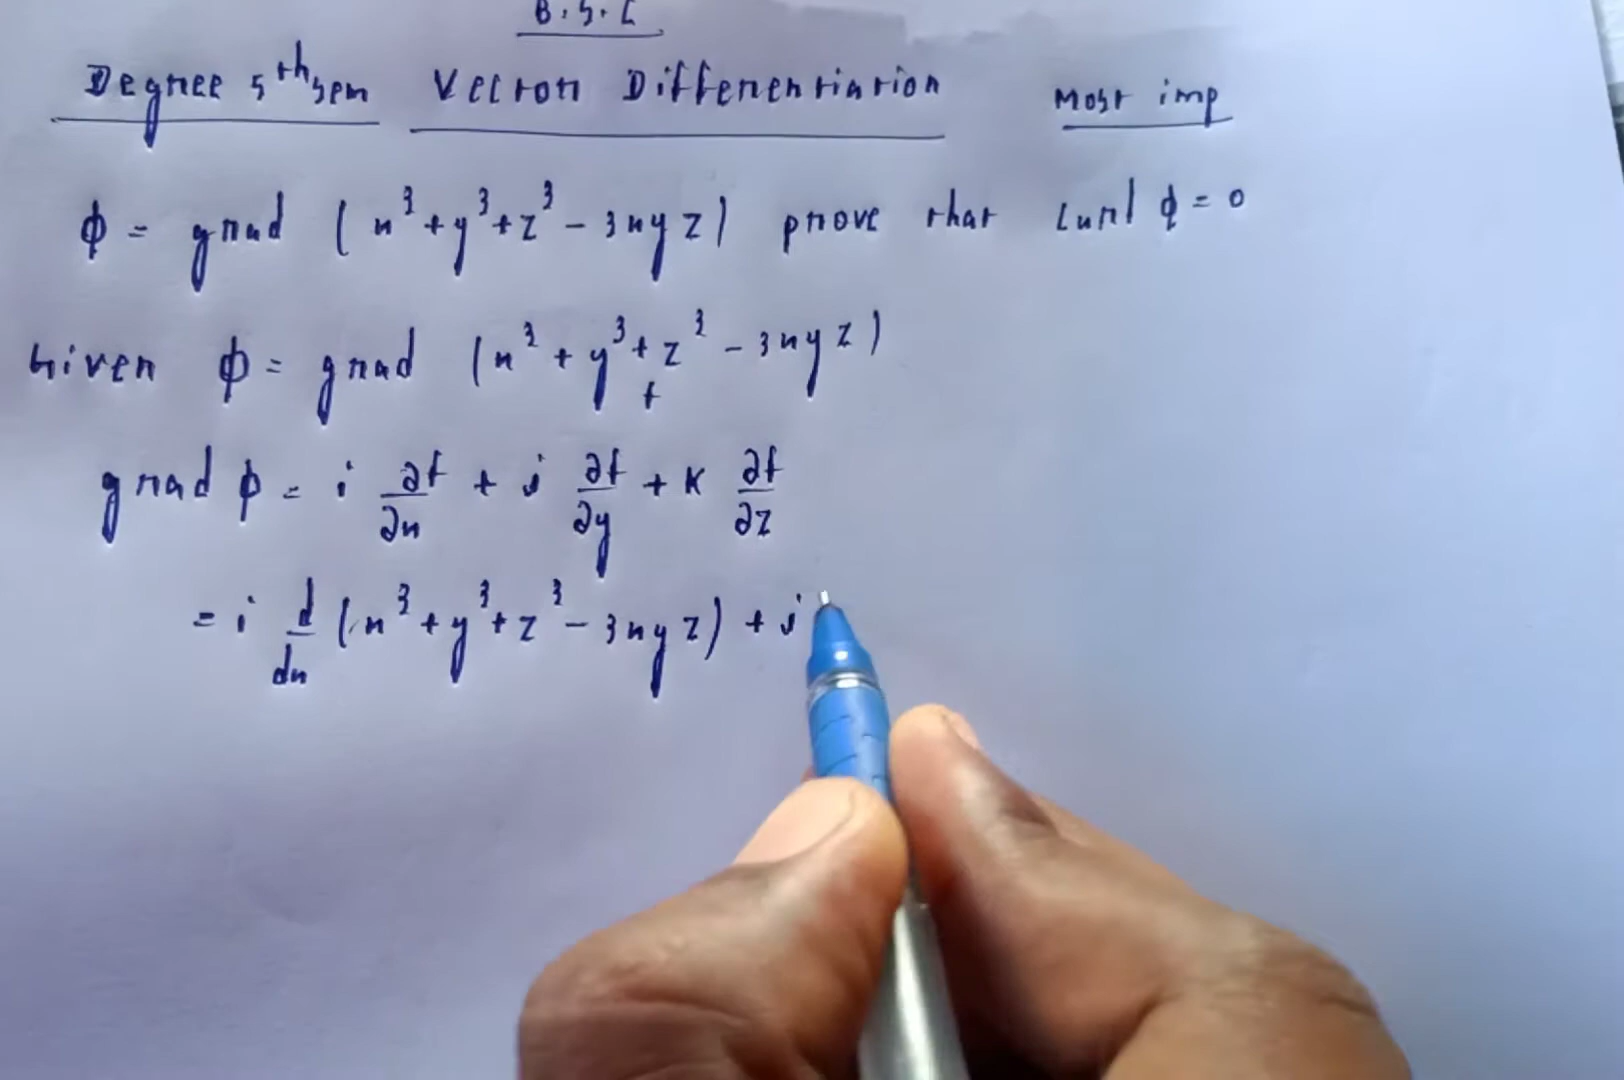 B.S.C
Degree 5th sem Vector Differentiation Most imp
ϕ = grad (x³ + y³ + z³ - 3xyz) prove that curl ϕ = 0
Given ϕ = grad (x³ + y³ + z³ - 3xyz)
f
grad ϕ = i ∂f/∂x + j ∂f/∂y + k ∂f/∂z
= i d/dx (x³ + y³ + z³ - 3xyz) + j